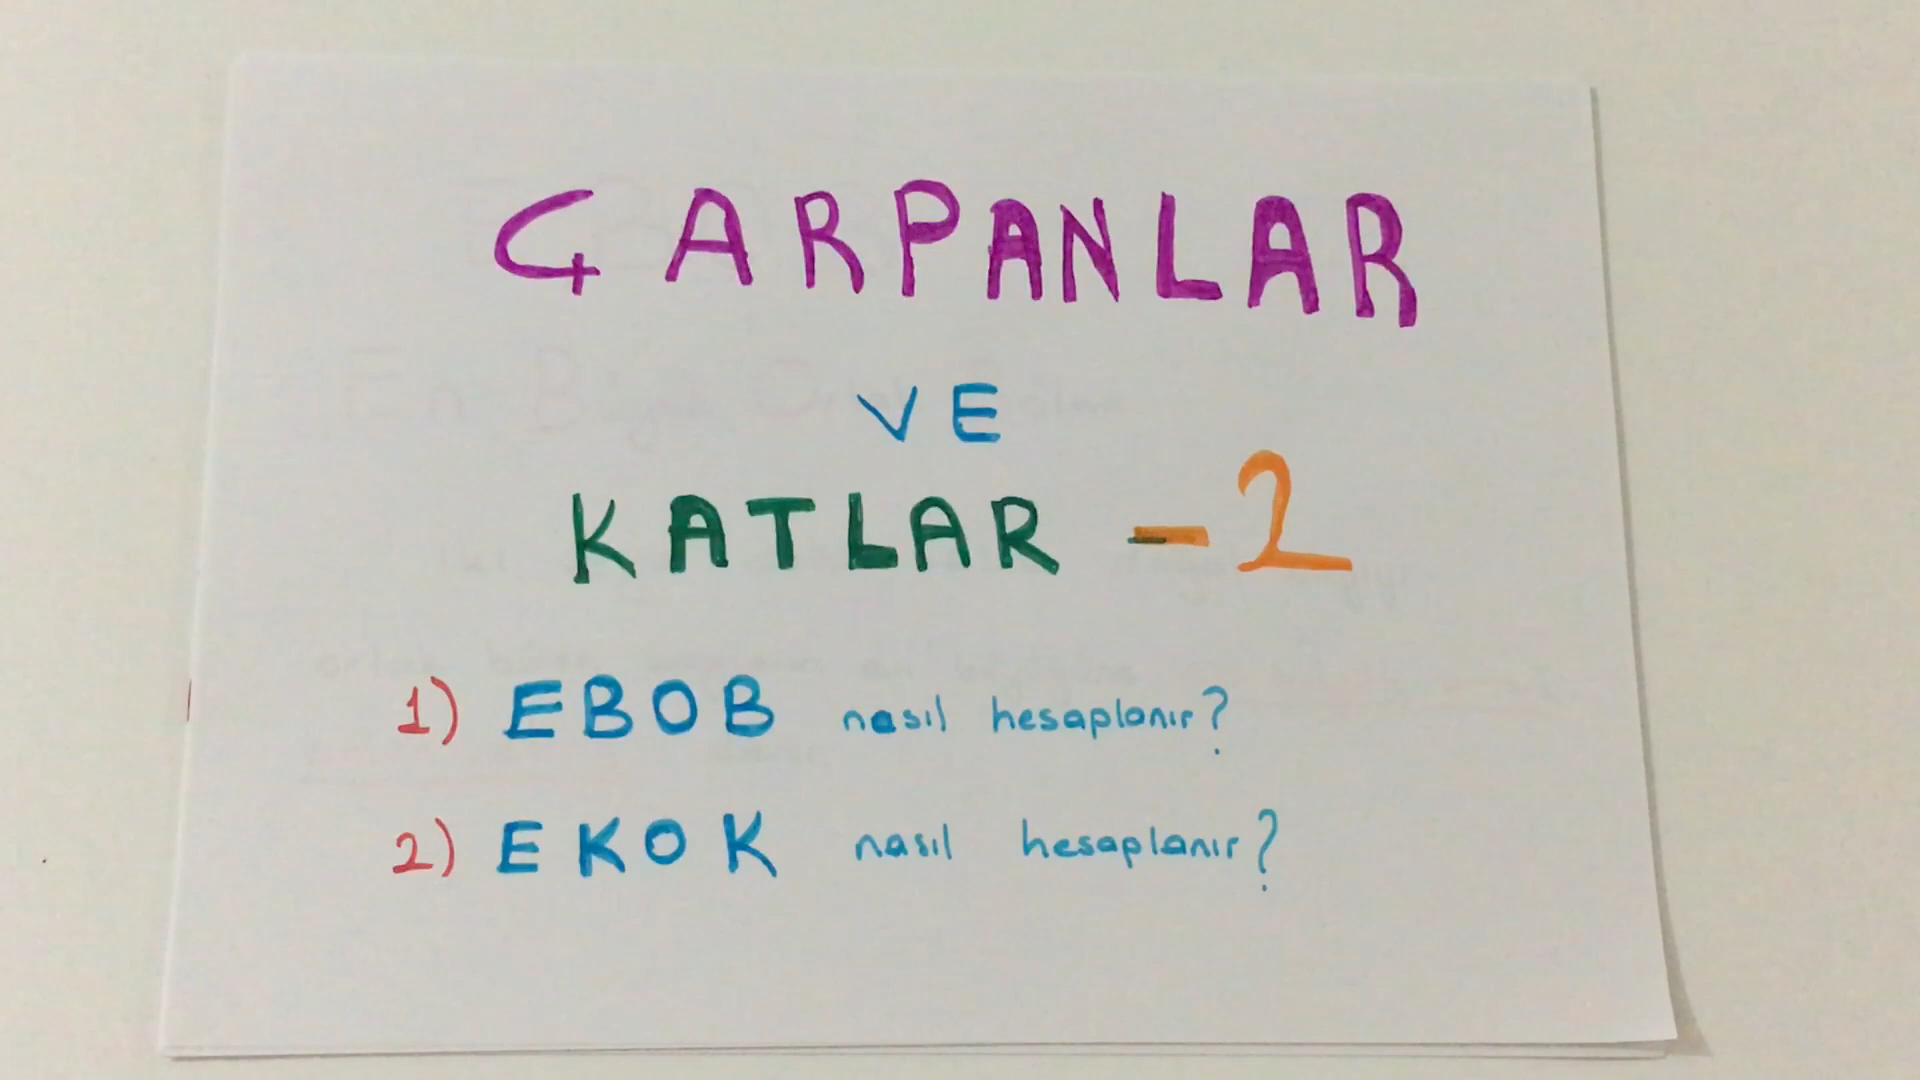 ÇARPANLAR
VE
KATLAR - 2
1) EBOB nasıl hesaplanır?
2) EKOK nasıl hesaplanır?